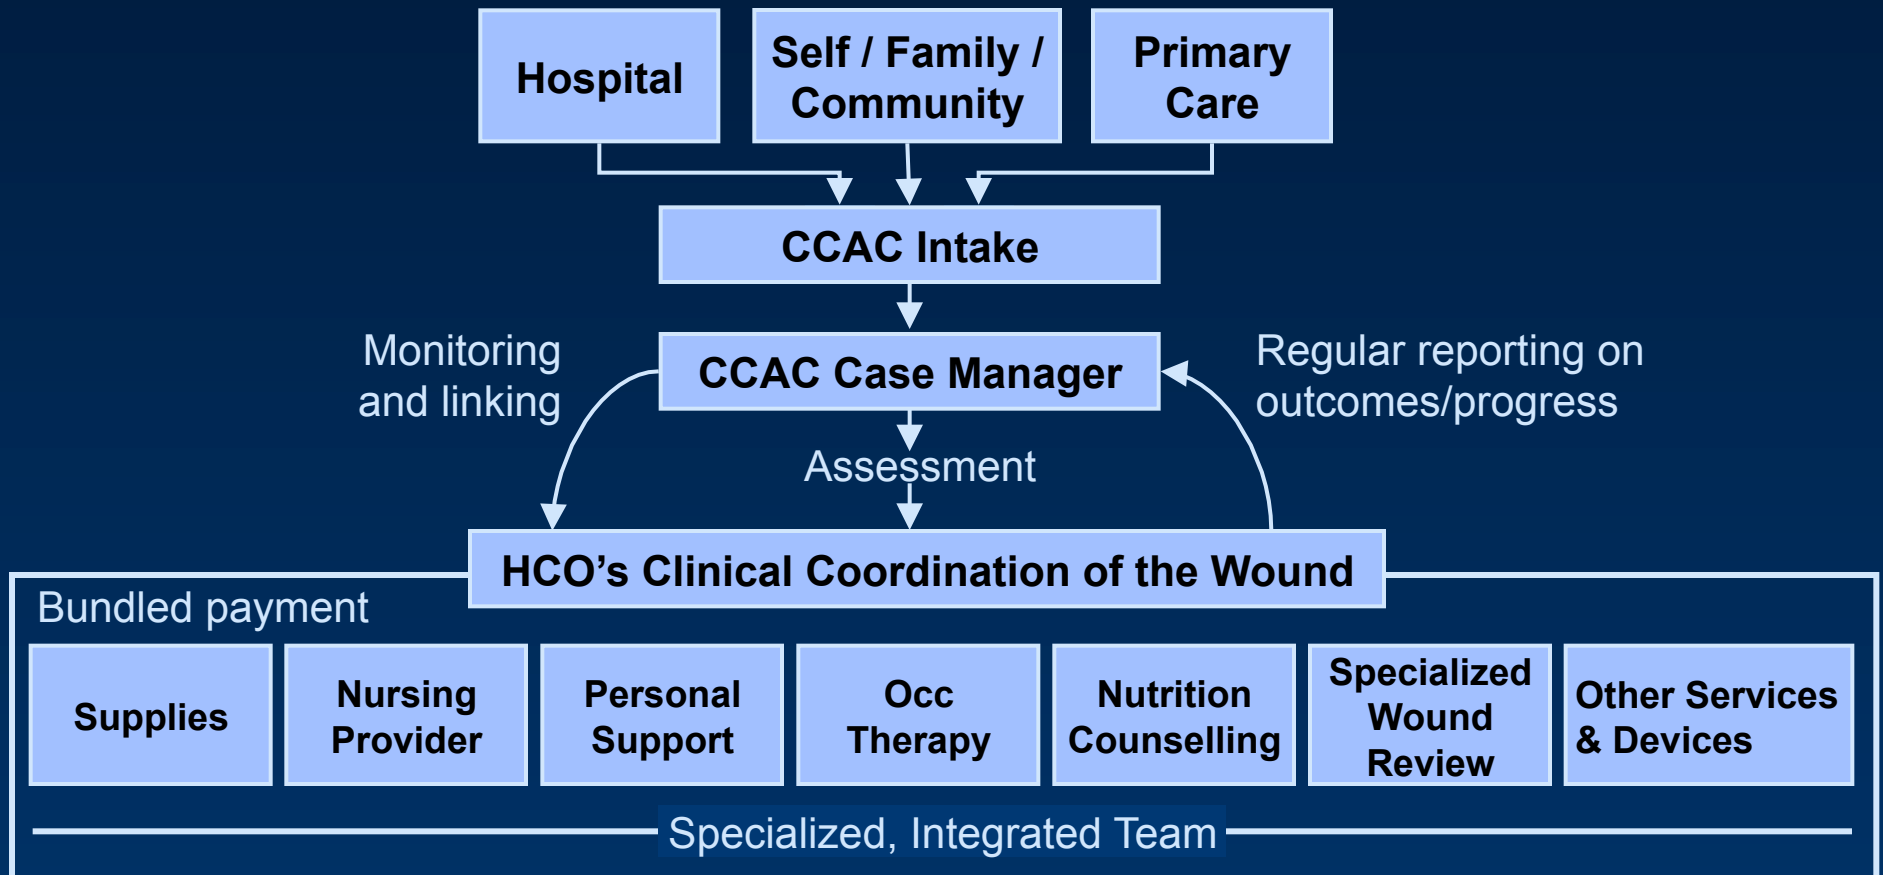 Hospital
Self / Family /
Community
Primary
Care
CCAC Intake
Monitoring
and linking
CCAC Case Manager
Regular reporting on
outcomes/progress
Assessment
HCO’s Clinical Coordination of the Wound
Bundled payment
Supplies
Nursing
Provider
Personal
Support
Occ
Therapy
Nutrition
Counselling
Specialized
Wound
Review
Other Services
& Devices
Specialized, Integrated Team